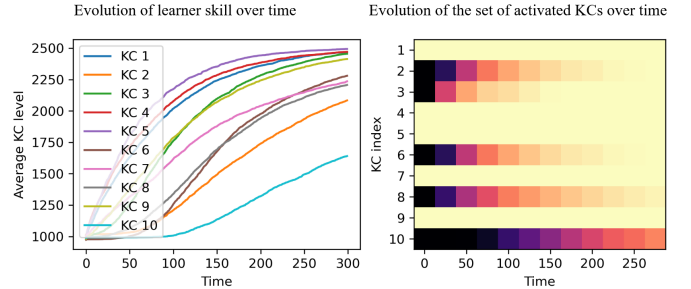 Evolution of learner skill over time
Evolution of the set of activated KCs over time
Average KC level
2500
2250
2000
1750
1500
1250
1000
KC 1
KC 2
KC 3
KC 4
KC 5
KC 6
KC 7
KC 8
KC 9
KC 10
0 50 100 150 200 250 300
Time
KC index
1
2
3
4
5
6
7
8
9
10
0 50 100 150 200 250
Time